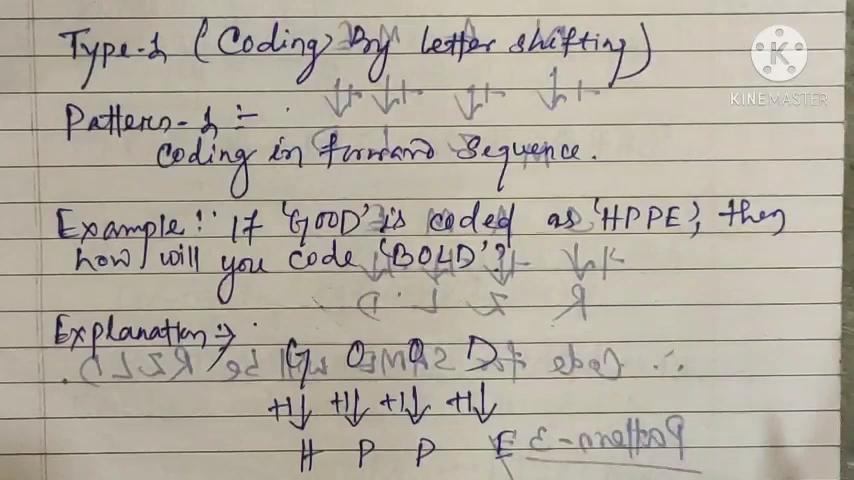 Type-1 (Coding By letter shifting)
KINEMASTER
Pattern-1 :-
Coding in forward Sequence.
Example:- If 'GOOD' is coded as 'HPPE', then
how will you code 'BOLD'?
Explanation :-
G O O D
+1 +1 +1 +1
H P P E